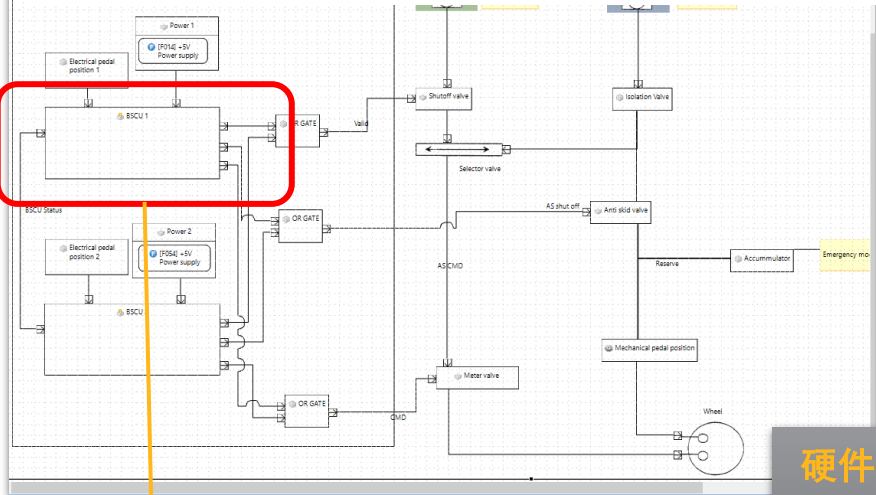 Power 1
[F014] +5V
Power supply
Electrical pedal
position 1
BSCU 1
OR GATE
Valid
Shutoff valve
Isolation Valve
Selector valve
BSCU Status
OR GATE
AS shut off
Anti skid valve
Power 2
[F054] +5V
Power supply
Electrical pedal
position 2
AS CMD
Reserve
Accummulator
Emergency mo
BSCU
Mechanical pedal position
Meter valve
OR GATE
CMD
Wheel
硬件